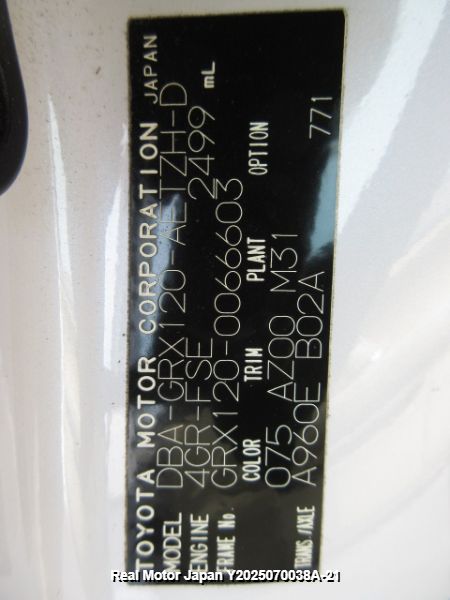 TOYOTA MOTOR CORPORATION JAPAN
MODEL DBA-GRX120-AETZH-D
ENGINE 4GR-FSE 2499 mL
FRAME No. GRX120-0066603
COLOR TRIM PLANT OPTION
075 AZ00 M31 771
TRANS./AXLE A960E B02A
Real Motor Japan Y2025070038A-21